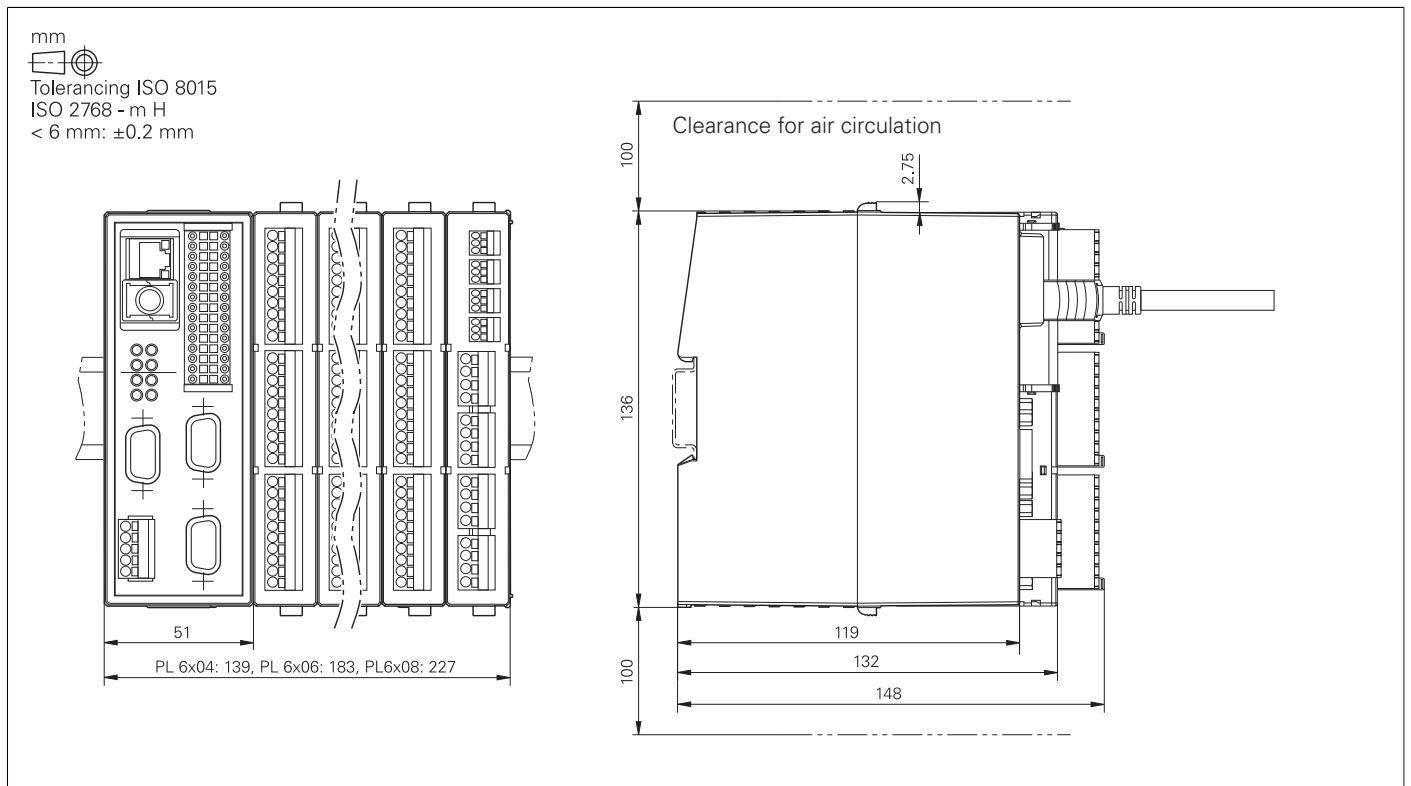 mm
Tolerancing ISO 8015
ISO 2768 - m H
< 6 mm: ±0.2 mm
Clearance for air circulation
100
2.75
136
51
PL 6x04: 139, PL 6x06: 183, PL6x08: 227
119
132
148
100